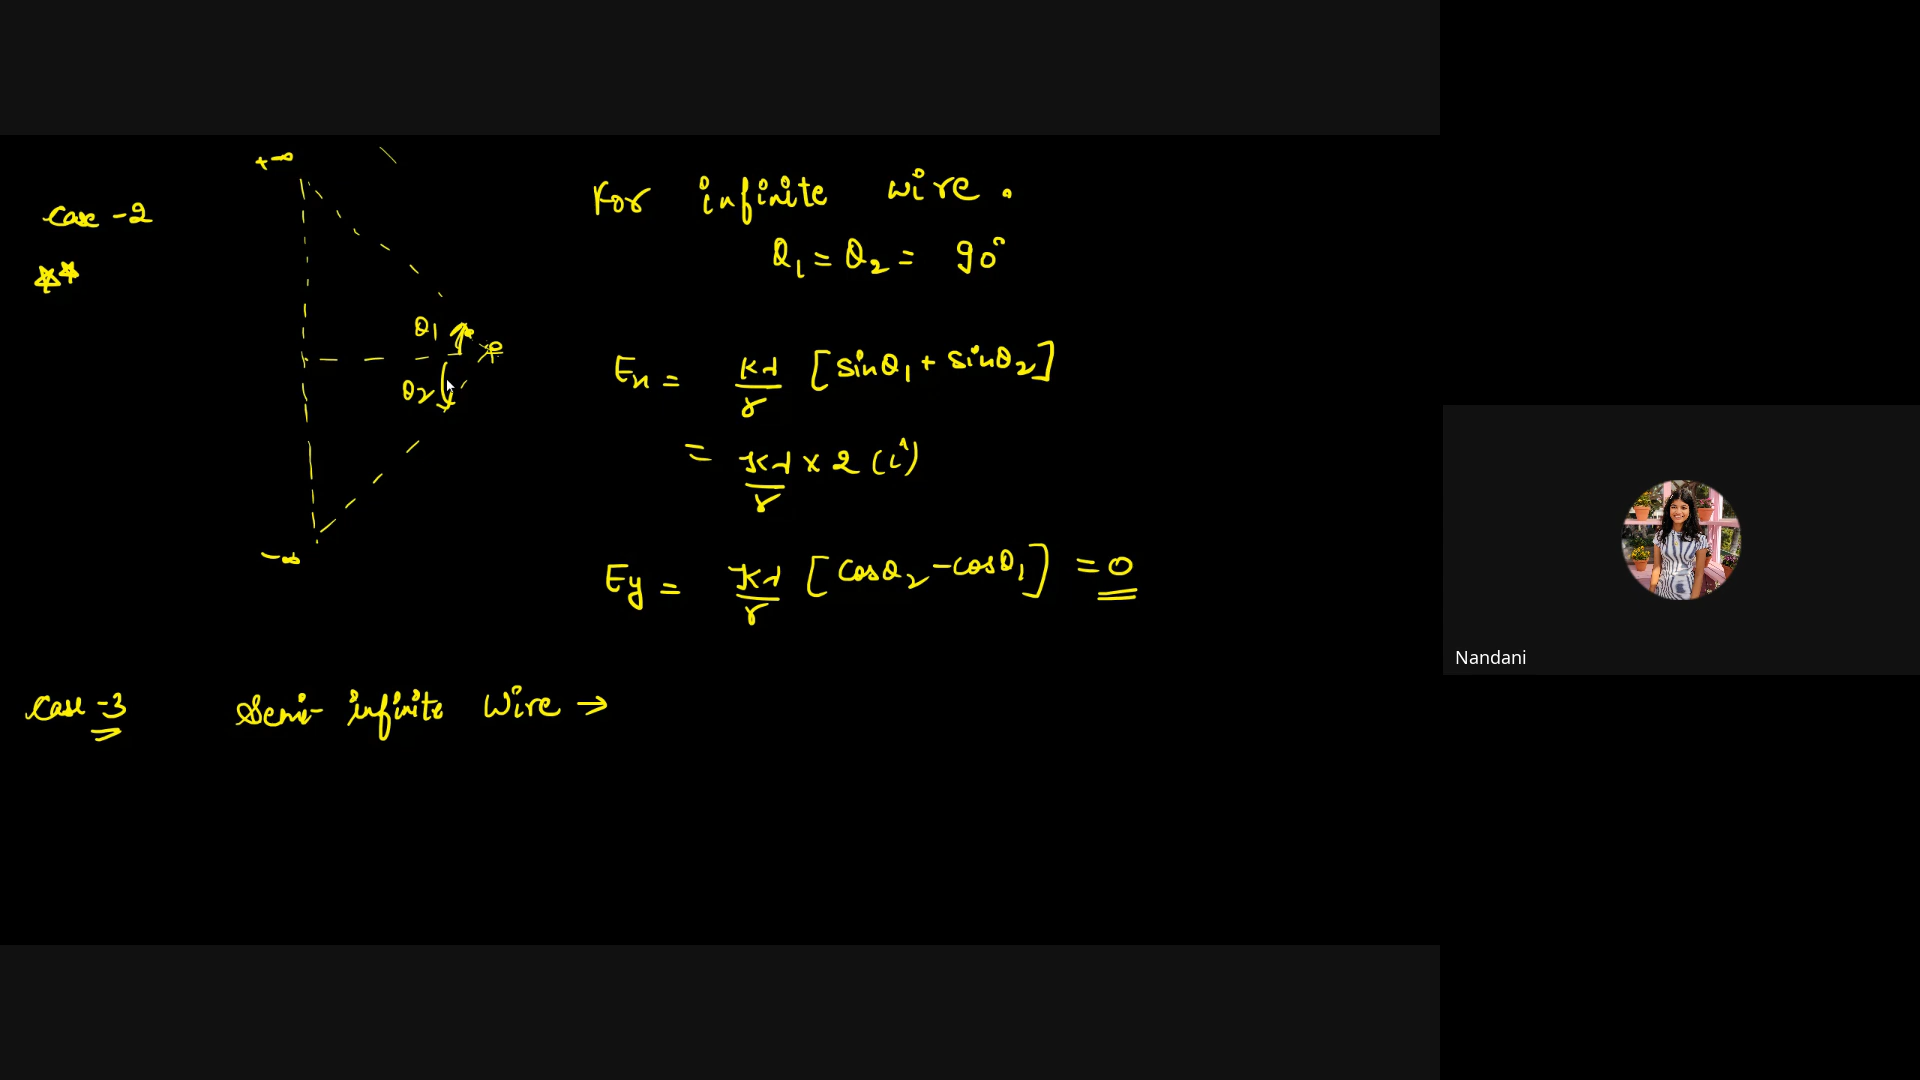 +∞
Case -2
For infinite wire.
θ1 = θ2 = 90°
θ1
P
θ2
Ex = Kλ/r [sinθ1 + sinθ2]
= Kλ/r × 2 (î)
-∞
Ey = Kλ/r [cosθ2 - cosθ1] = 0
Case -3 Semi-infinite Wire →
Nandani